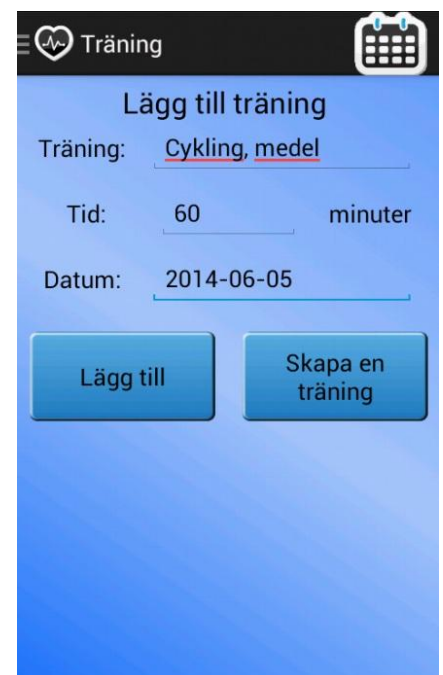 Träning
Lägg till träning
Träning: Cykling, medel
Tid: 60 minuter
Datum: 2014-06-05
Lägg till
Skapa en
träning